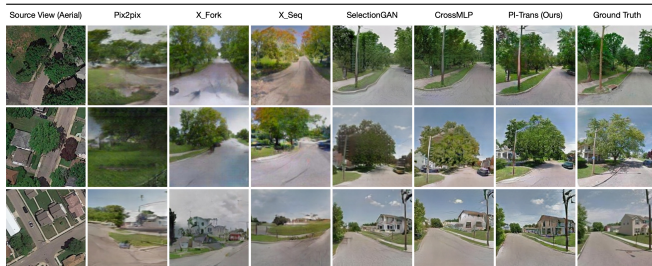 Source View (Aerial) Pix2pix X_Fork X_Seq SelectionGAN CrossMLP PI-Trans (Ours) Ground Truth